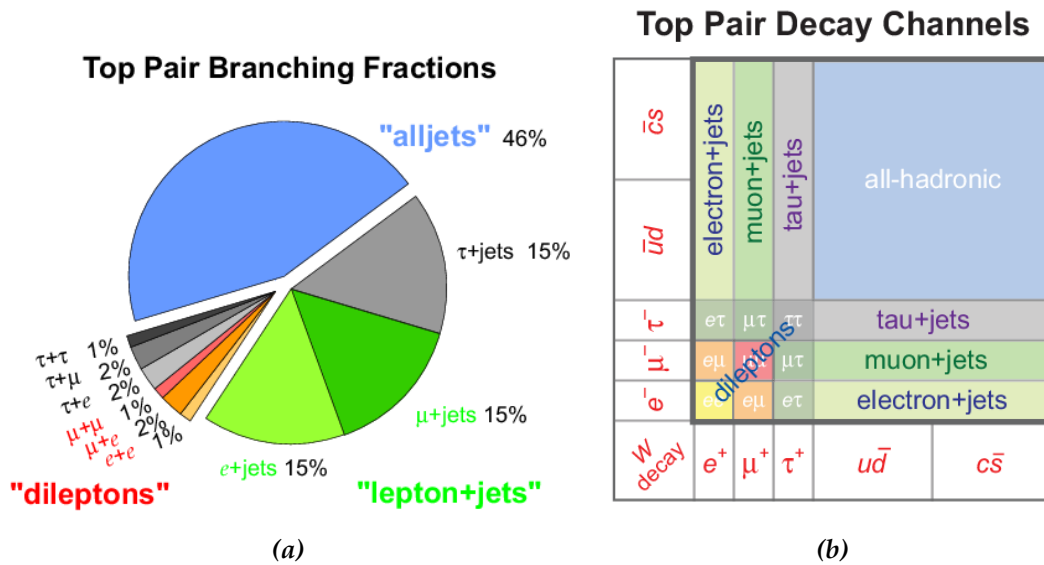 Top Pair Branching Fractions
"alljets" 46%
τ+jets 15%
μ+jets 15%
e+jets 15%
"lepton+jets"
τ+τ 1%
τ+μ 2%
τ+e 2%
μ+μ 1%
μ+e 2%
e+e 1%
"dileptons"
(a)
Top Pair Decay Channels
c̄s
electron+jets
muon+jets
tau+jets
all-hadronic
ūd
τ⁻
eτ
μτ
ττ
tau+jets
μ⁻
eμ
μτ
muon+jets
dileptons
e⁻
eμ
eτ
electron+jets
W decay
e⁺
μ⁺
τ⁺
ud̄
cs̄
(b)